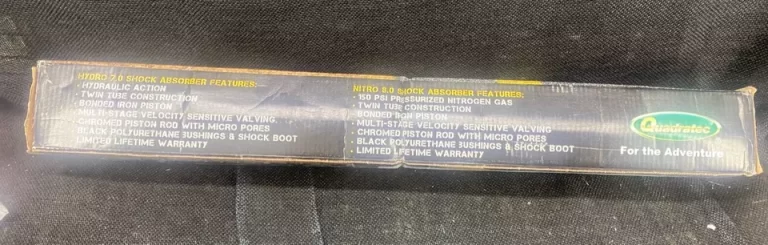 HYDRO 7.0 SHOCK ABSORBER FEATURES:
· HYDRAULIC ACTION
· TWIN TUBE CONSTRUCTION
· BONDED IRON PISTON
· MULTI-STAGE VELOCITY SENSITIVE VALVING
· CHROMED PISTON ROD WITH MICRO PORES
· BLACK POLYURETHANE BUSHINGS & SHOCK BOOT
· LIMITED LIFETIME WARRANTY
NITRO 8.0 SHOCK ABSORBER FEATURES:
· 150 PSI PRESSURIZED NITROGEN GAS
· TWIN TUBE CONSTRUCTION
· BONDED IRON PISTON
· MULTI-STAGE VELOCITY SENSITIVE VALVING
· CHROMED PISTON ROD WITH MICRO PORES
· BLACK POLYURETHANE BUSHINGS & SHOCK BOOT
· LIMITED LIFETIME WARRANTY
Quadratec
For the Adventure